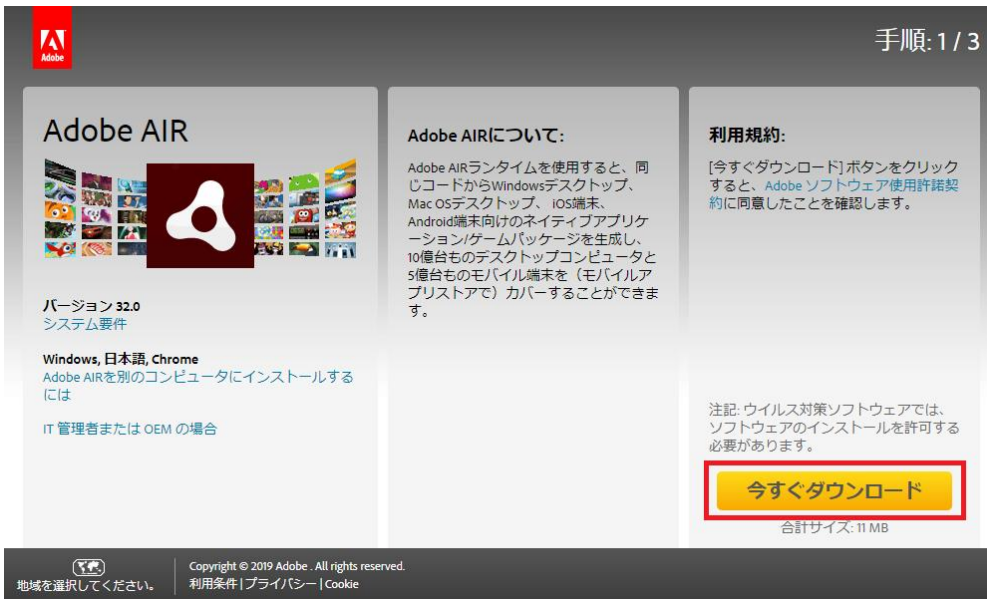 Adobe
手順: 1 / 3
Adobe AIR
バージョン 32.0
システム要件
Windows, 日本語, Chrome
Adobe AIRを別のコンピュータにインストールする
には
IT 管理者または OEM の場合
Adobe AIRについて:
Adobe AIRランタイムを使用すると、同
じコードからWindowsデスクトップ、
Mac OSデスクトップ、 iOS端末、
Android端末向けのネイティブアプリケ
ーション/ゲームパッケージを生成し、
10億台ものデスクトップコンピュータと
5億台ものモバイル端末を（モバイルア
プリストアで）カバーすることができま
す。
利用規約:
[今すぐダウンロード] ボタンをクリック
すると、Adobe ソフトウェア使用許諾契
約に同意したことを確認します。
注記: ウイルス対策ソフトウェアでは、
ソフトウェアのインストールを許可する
必要があります。
今すぐダウンロード
合計サイズ: 11 MB
地域を選択してください。
Copyright © 2019 Adobe . All rights reserved.
利用条件 | プライバシー | Cookie